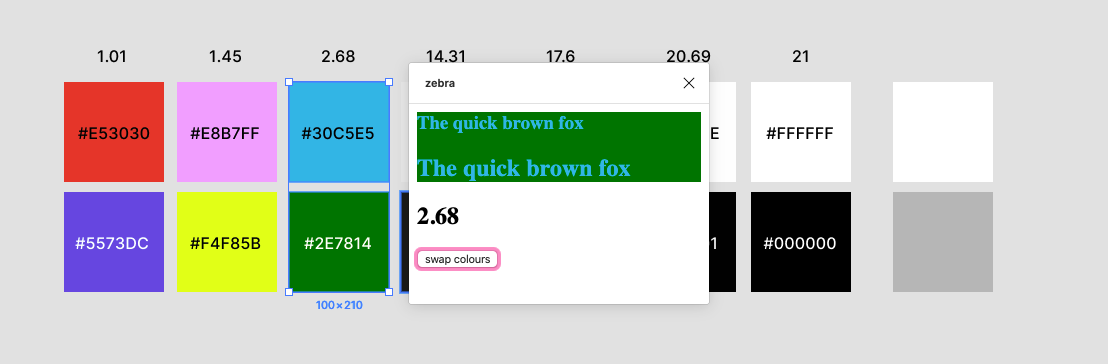 1.01 1.45 2.68 14.31 17.6 20.69 21
zebra
The quick brown fox
#E53030 #E8B7FF #30C5E5 E #FFFFFF
The quick brown fox
2.68
#5573DC #F4F85B #2E7814 1 #000000
swap colours
100×210